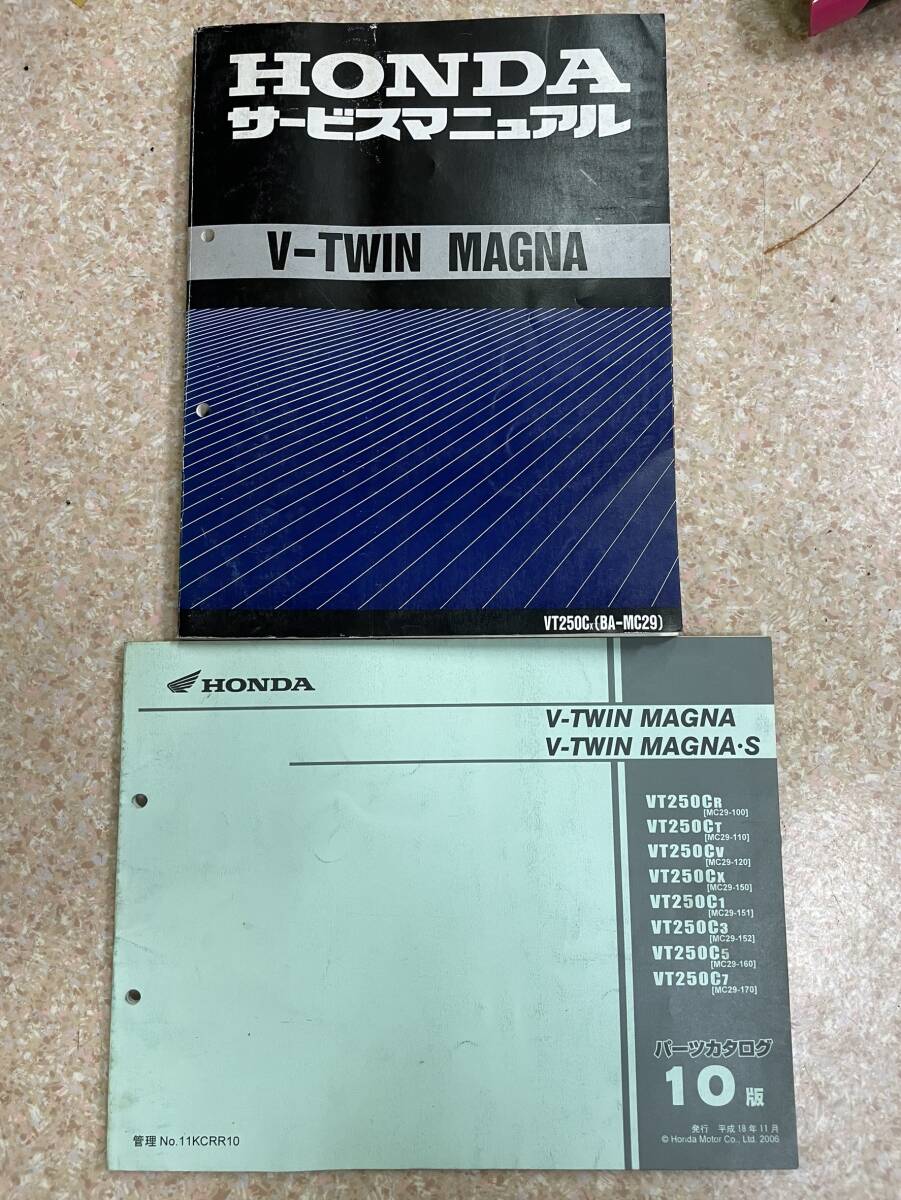 HONDA
サービスマニュアル
V-TWIN MAGNA
VT250Cx(BA-MC29)
HONDA
V-TWIN MAGNA
V-TWIN MAGNA・S
VT250CR
[MC29-100]
VT250CT
[MC29-110]
VT250CV
[MC29-120]
VT250CX
[MC29-150]
VT250C1
[MC29-151]
VT250C3
[MC29-152]
VT250C5
[MC29-160]
VT250C7
[MC29-170]
パーツカタログ
10版
発行 平成18年11月
© Honda Motor Co., Ltd. 2006
管理 No.11KCRR10